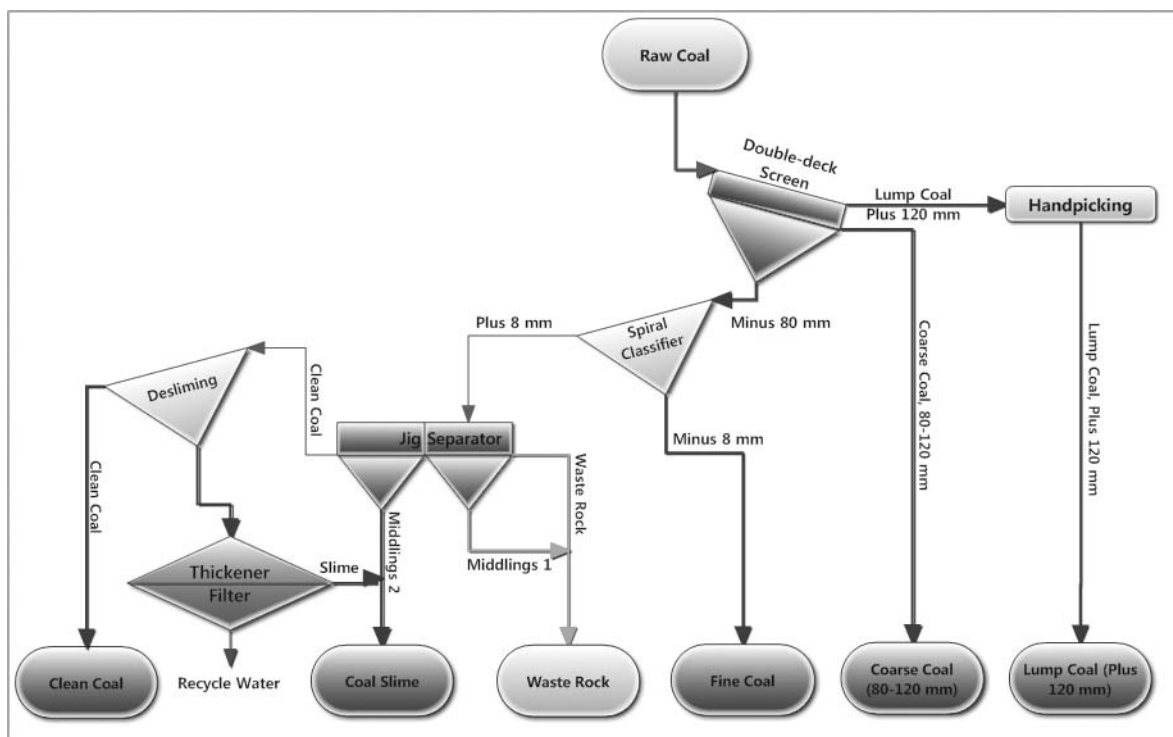 Raw Coal
Double-deck
Screen
Lump Coal
Plus 120 mm
Handpicking
Minus 80 mm
Plus 8 mm
Spiral
Classifier
Coarse Coal, 80-120 mm
Lump Coal, Plus 120 mm
Desliming
Clean Coal
Jig Separator
Minus 8 mm
Waste Rock
Clean Coal
Middlings 2
Middlings 1
Thickener
Filter
Slime
Clean Coal
Recycle Water
Coal Slime
Waste Rock
Fine Coal
Coarse Coal
(80-120 mm)
Lump Coal (Plus
120 mm)